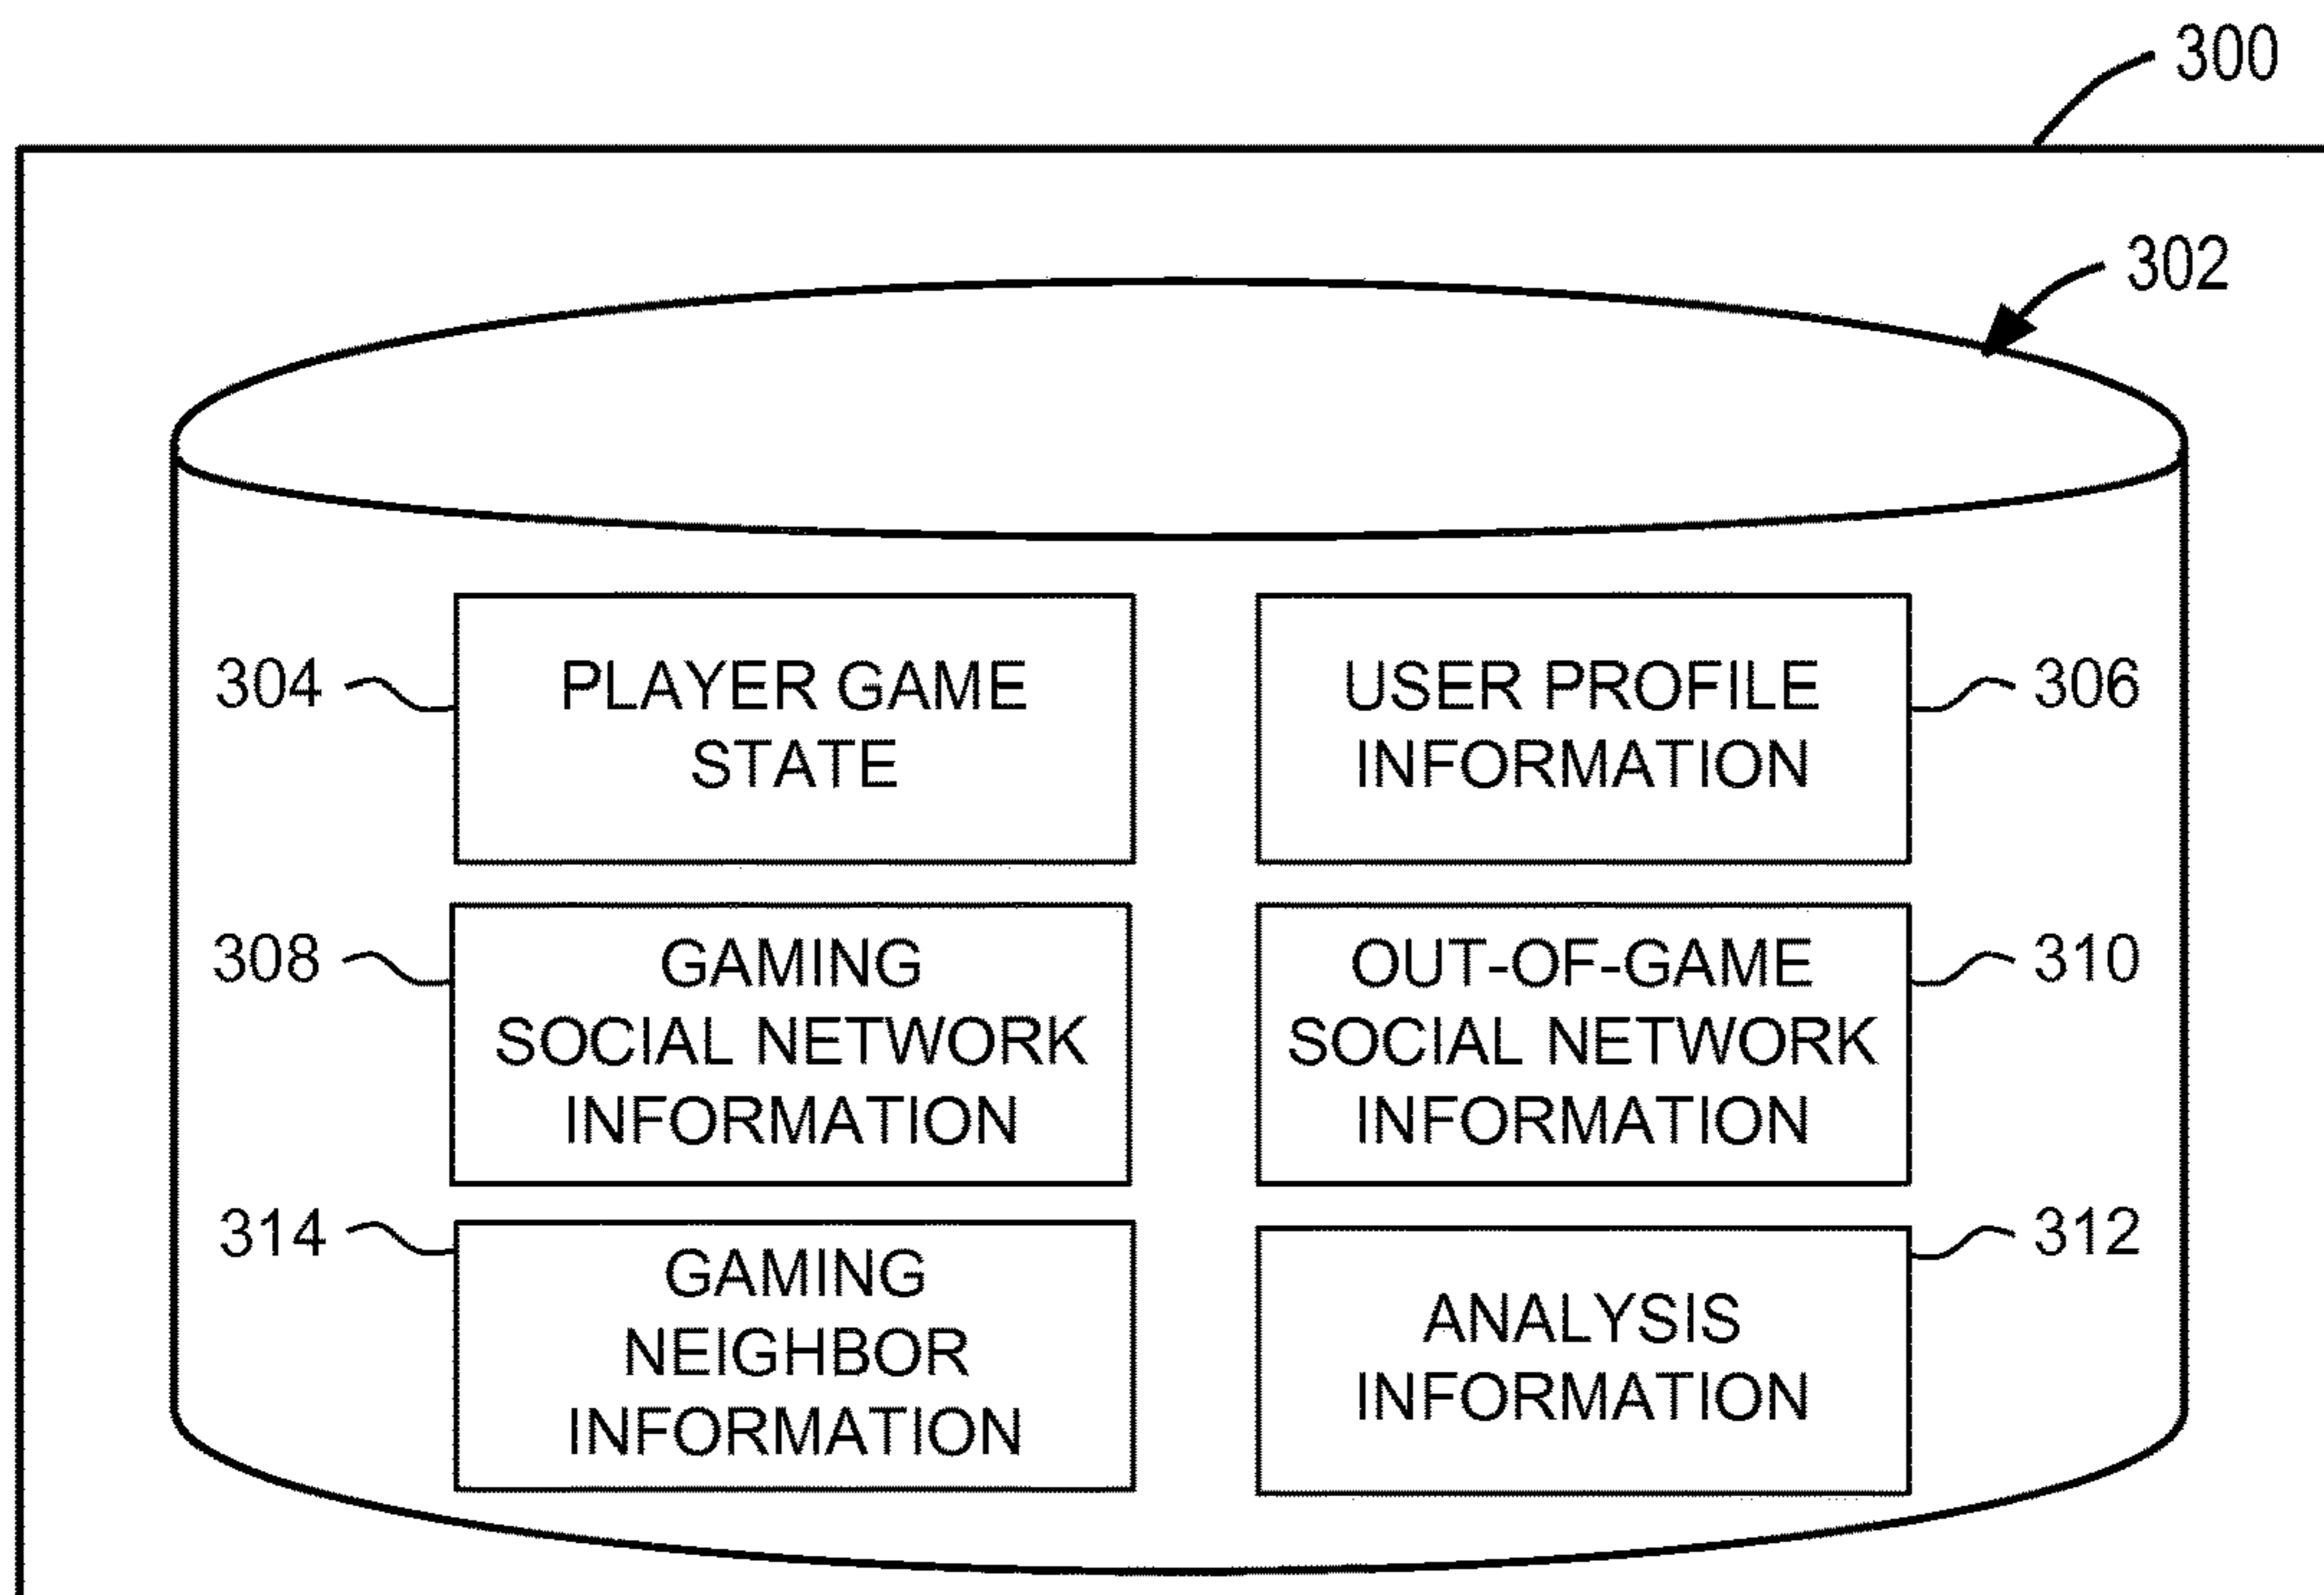 300
302
304
PLAYER GAME
STATE
USER PROFILE
INFORMATION
306
308
GAMING
SOCIAL NETWORK
INFORMATION
OUT-OF-GAME
SOCIAL NETWORK
INFORMATION
310
314
GAMING
NEIGHBOR
INFORMATION
ANALYSIS
INFORMATION
312